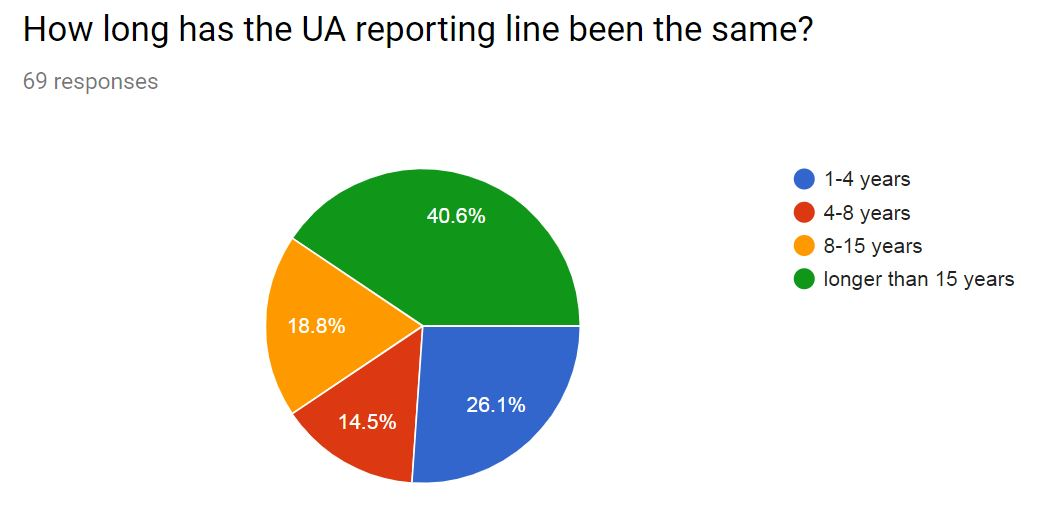 How long has the UA reporting line been the same?
69 responses
40.6%
18.8%
14.5%
26.1%
1-4 years
4-8 years
8-15 years
longer than 15 years